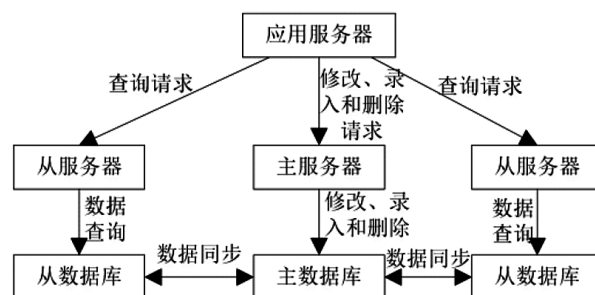 应用服务器
查询请求
修改、录
入和删除
请求
查询请求
从服务器
主服务器
从服务器
数据
查询
修改、录
入和删除
数据
查询
数据同步
数据同步
从数据库
主数据库
从数据库